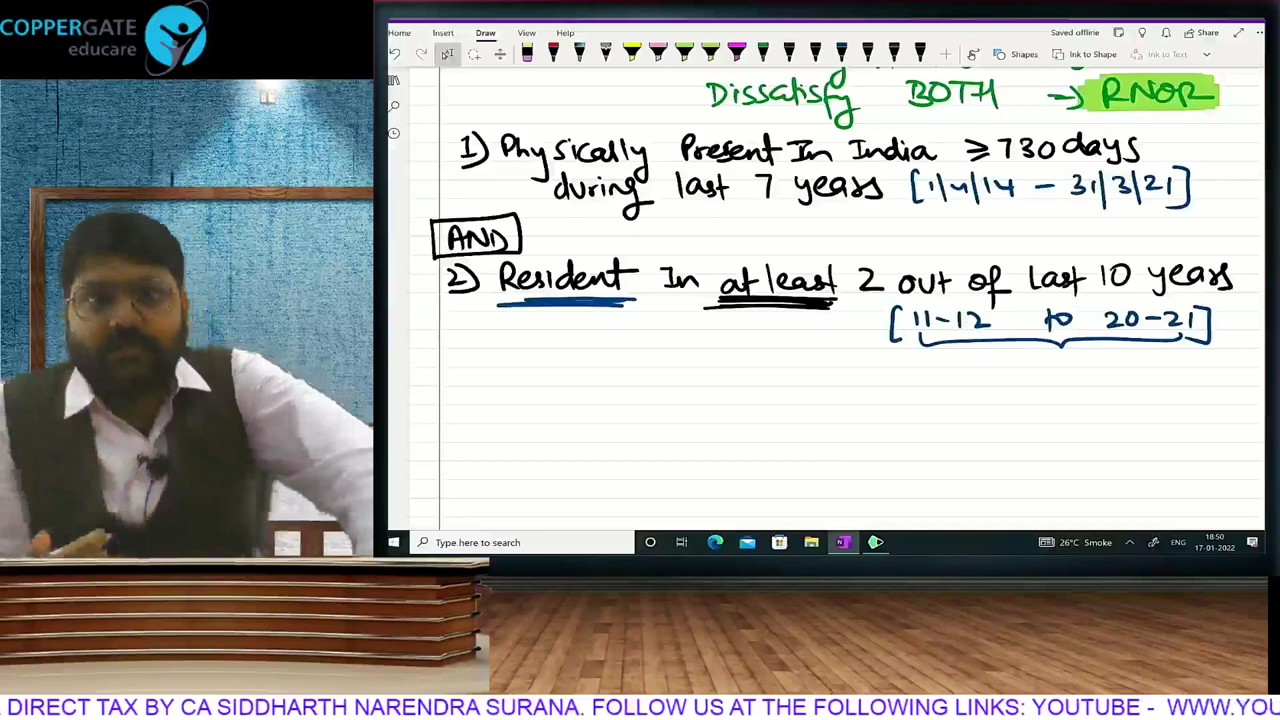 COPPERGATE
educare
Home Insert Draw View Help
Saved offline
Share
Shapes
Ink to Shape
Ink to Text
Dissatisfy BOTH → RNOR
1) Physically Present In India ≥ 730 days
during last 7 years [1/4/14 - 31/3/21]
AND
2) Resident In at least 2 out of last 10 years
[11-12 to 20-21]
Type here to search
26°C Smoke
ENG
18:50
17-01-2022
DIRECT TAX BY CA SIDDHARTH NARENDRA SURANA. FOLLOW US AT THE FOLLOWING LINKS: YOUTUBE - WWW.YOU